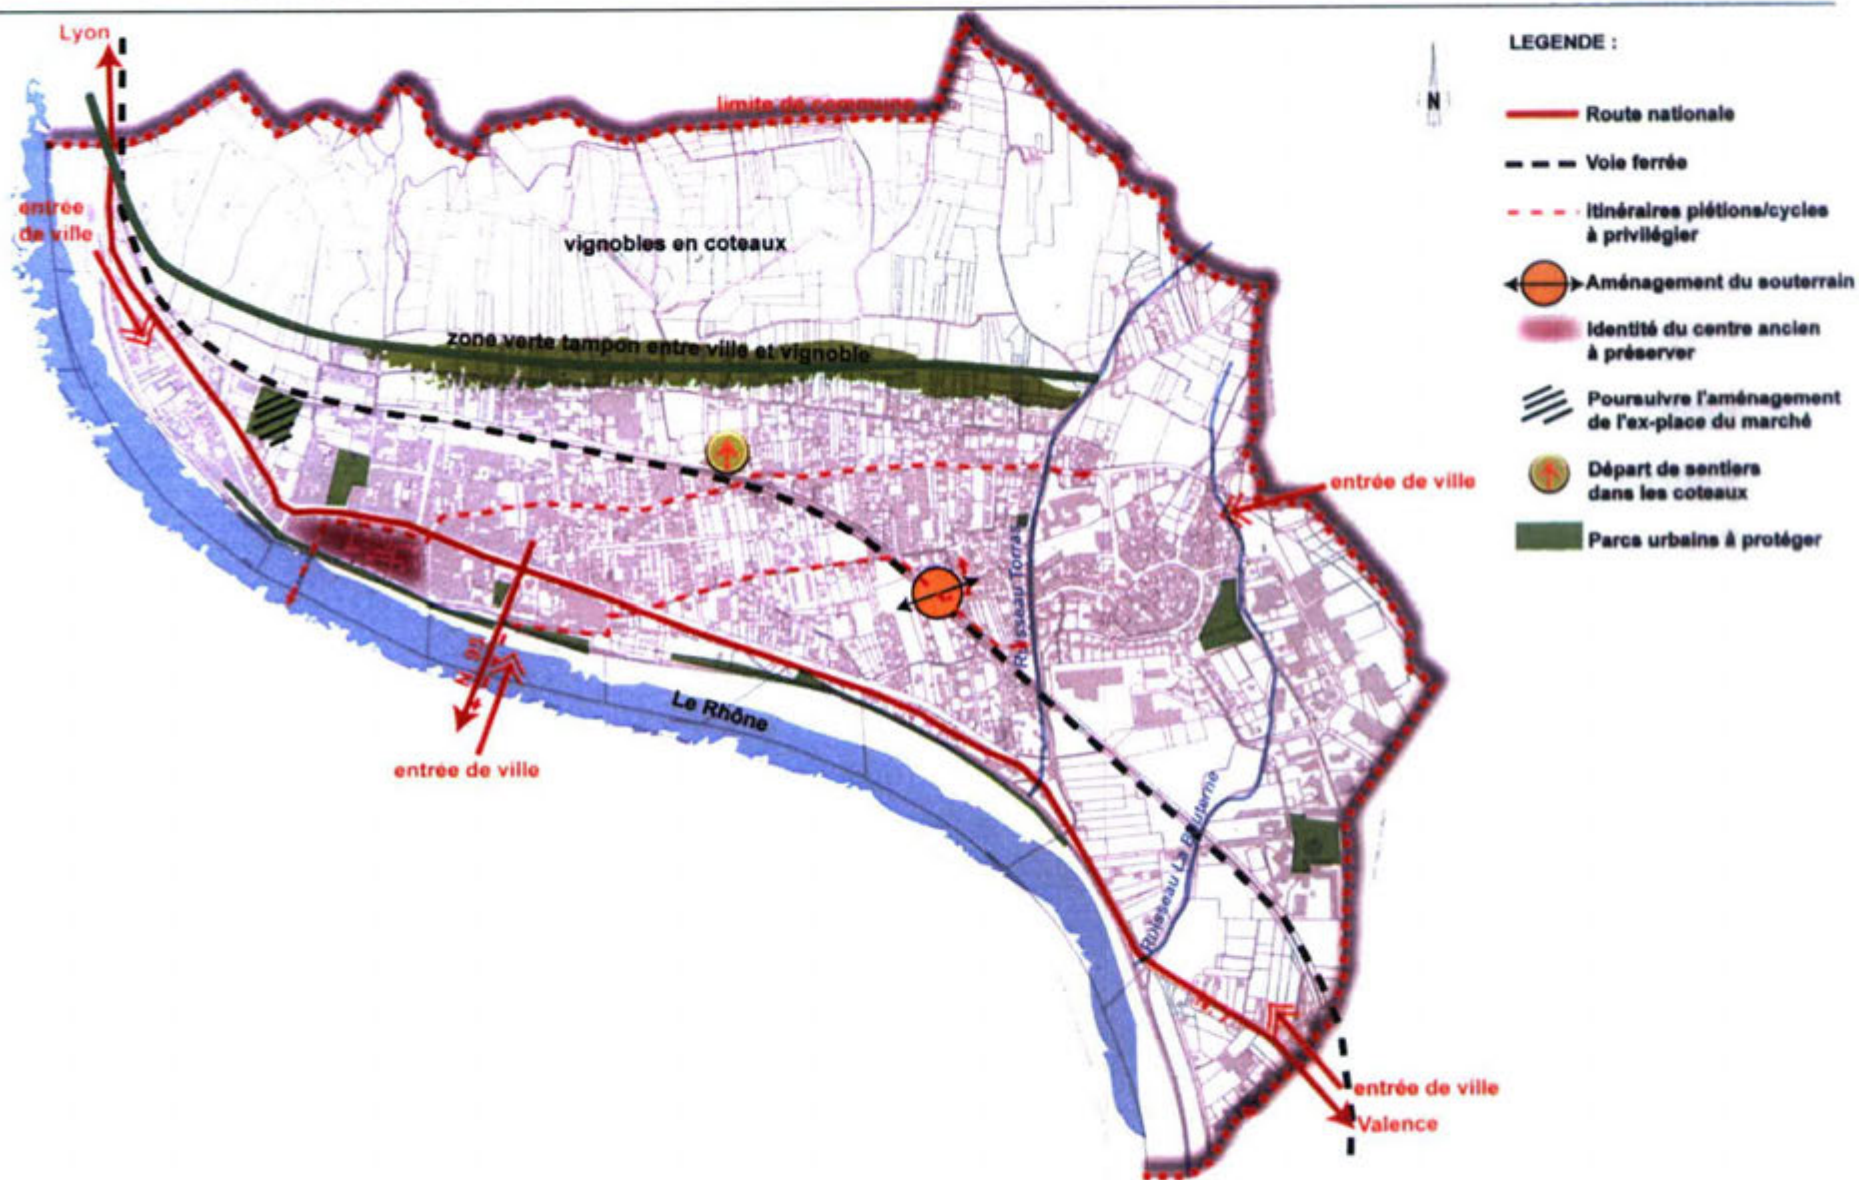 Lyon
limite de commune
entrée
de ville
vignobles en coteaux
zone verte tampon entre ville et vignoble
entrée de ville
Ruisseau Torras
Le Rhône
entrée de ville
Ruisseau La Bouterne
entrée de ville
Valence
N
LEGENDE :
Route nationale
Voie ferrée
Itinéraires piétions/cycles
à privilégier
Aménagement du souterrain
Identité du centre ancien
à préserver
Poursuivre l'aménagement
de l'ex-place du marché
Départ de sentiers
dans les coteaux
Parcs urbains à protéger